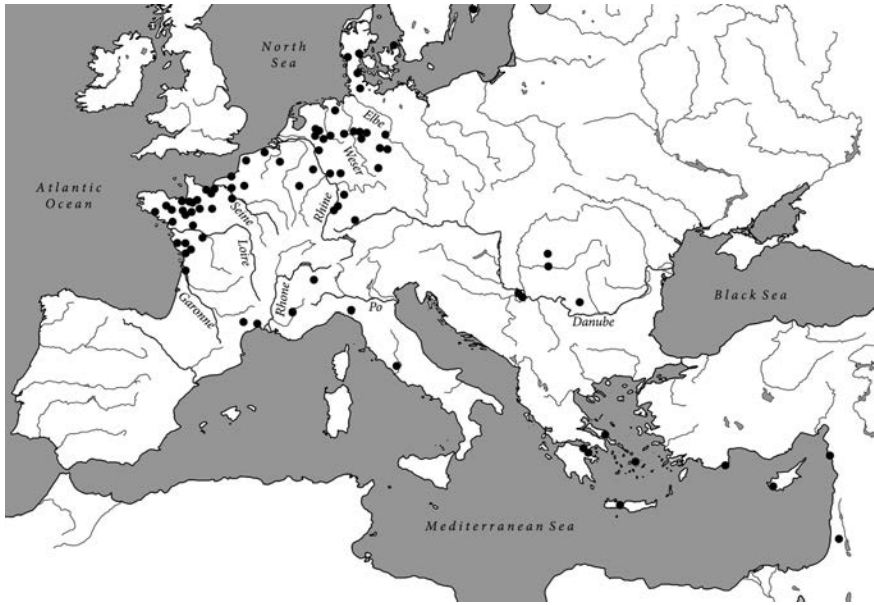 North
Sea
Elbe
Weser
Atlantic
Ocean
Seine
Rhine
Loire
Rhone
Garonne
Po
Danube
Black Sea
Mediterranean Sea